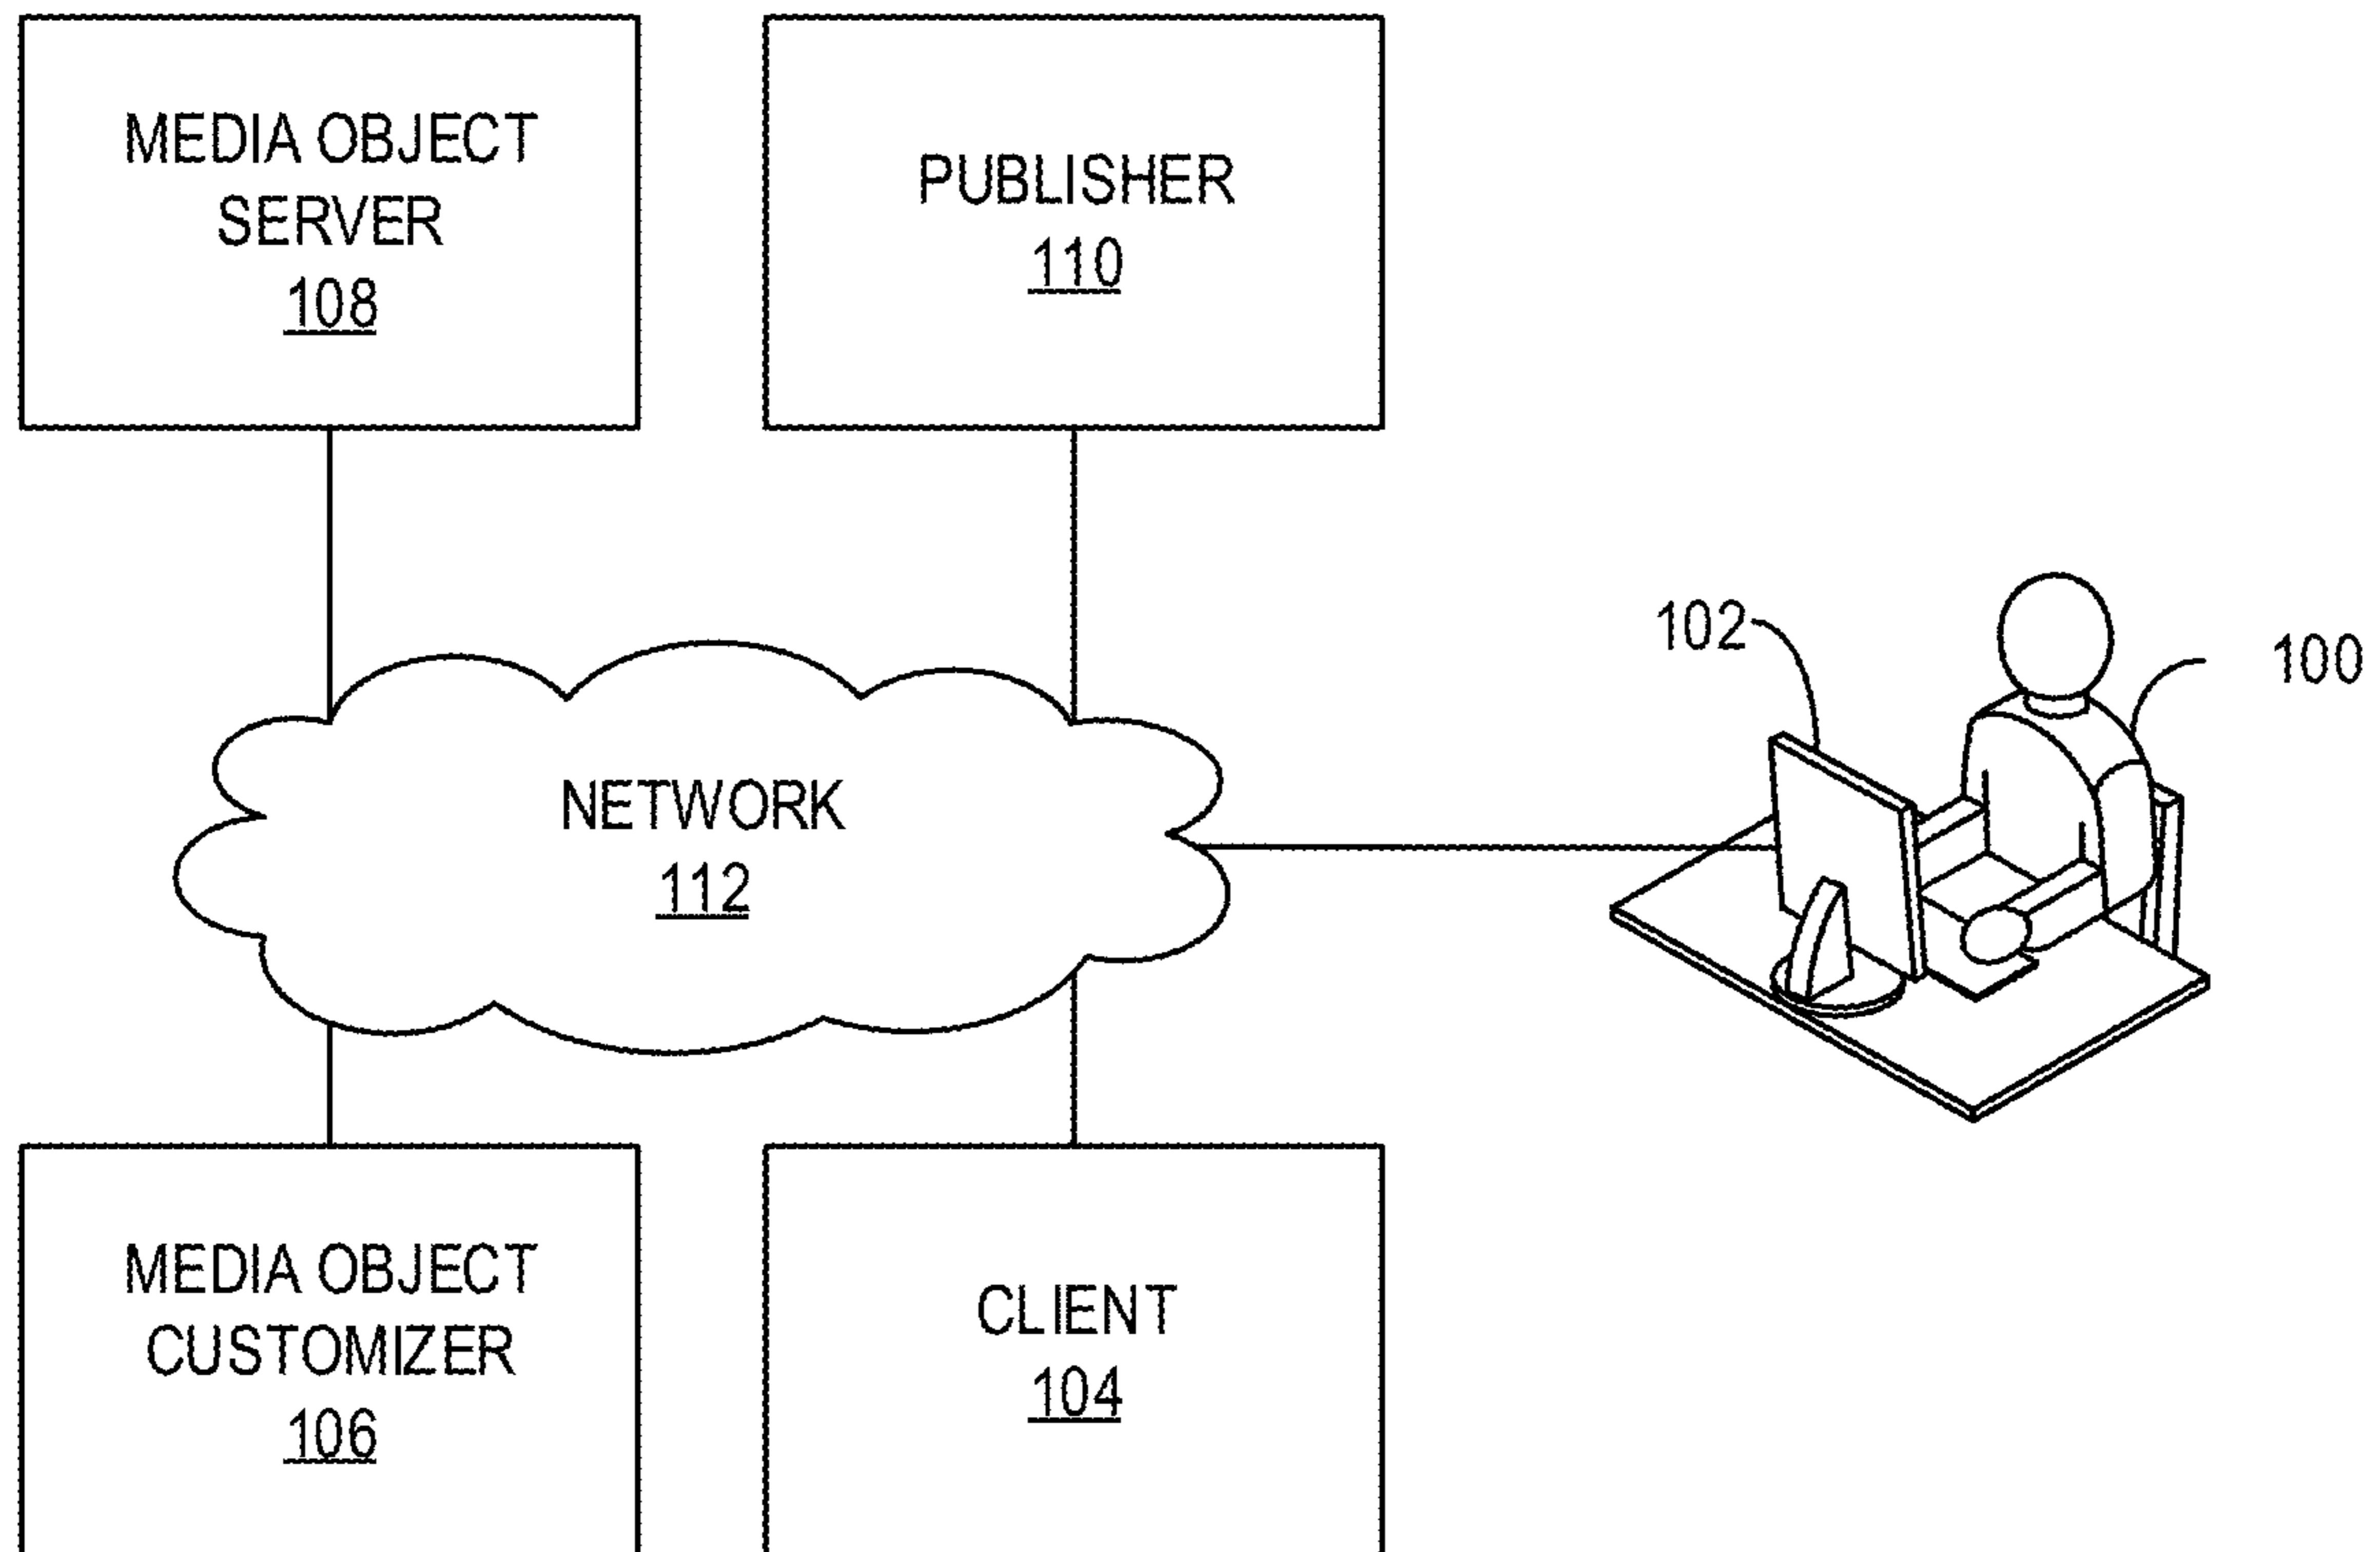 MEDIA OBJECT
SERVER
108
PUBLISHER
110
102
100
NETWORK
112
MEDIA OBJECT
CUSTOMIZER
106
CLIENT
104